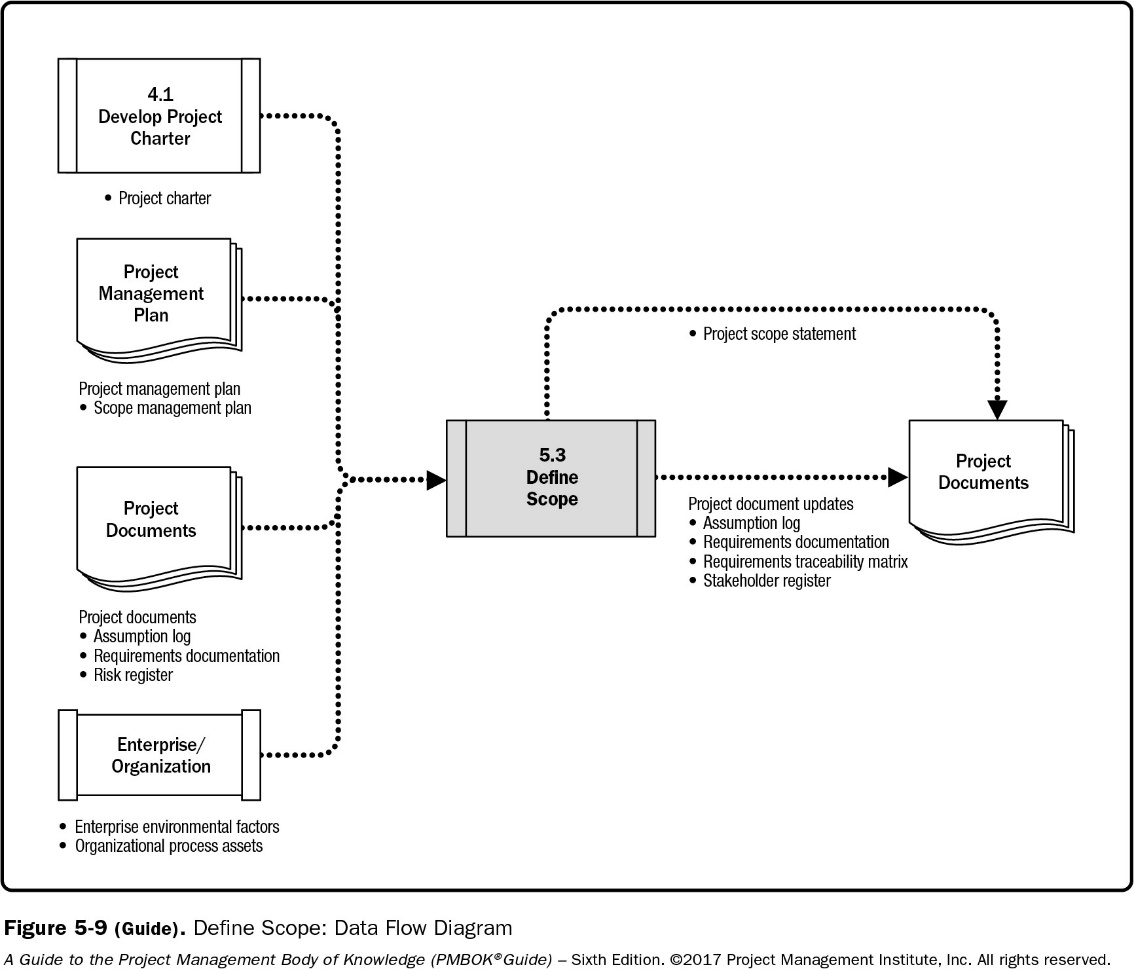 4.1
Develop Project
Charter
• Project charter
Project
Management
Plan
Project management plan
• Scope management plan
Project
Documents
Project documents
• Assumption log
• Requirements documentation
• Risk register
Enterprise/
Organization
• Enterprise environmental factors
• Organizational process assets
5.3
Define
Scope
• Project scope statement
Project document updates
• Assumption log
• Requirements documentation
• Requirements traceability matrix
• Stakeholder register
Project
Documents
Figure 5-9 (Guide). Define Scope: Data Flow Diagram
A Guide to the Project Management Body of Knowledge (PMBOK® Guide) – Sixth Edition. ©2017 Project Management Institute, Inc. All rights reserved.